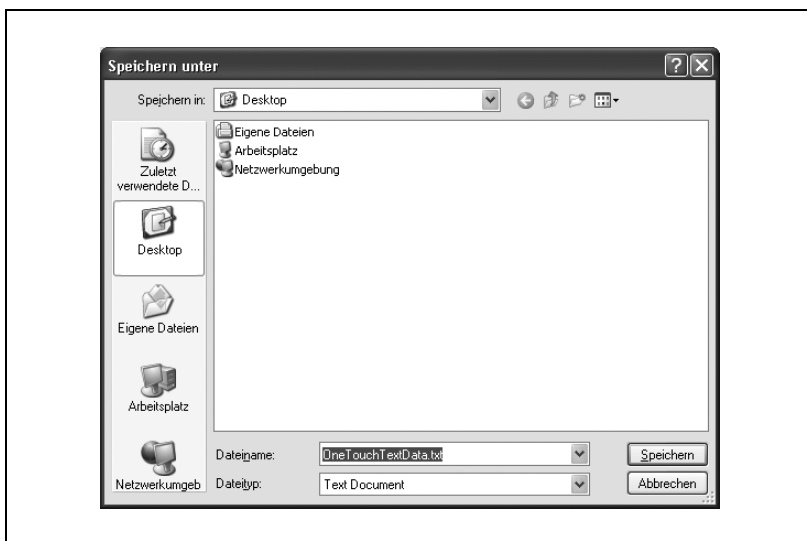 Speichern unter
Speichern in:
Desktop
Eigene Dateien
Arbeitsplatz
Netzwerkumgebung
Zuletzt
verwendete D...
Desktop
Eigene Dateien
Arbeitsplatz
Netzwerkumgeb
Dateiname:
OneTouchTextData.txt
Speichern
Dateityp:
Text Document
Abbrechen